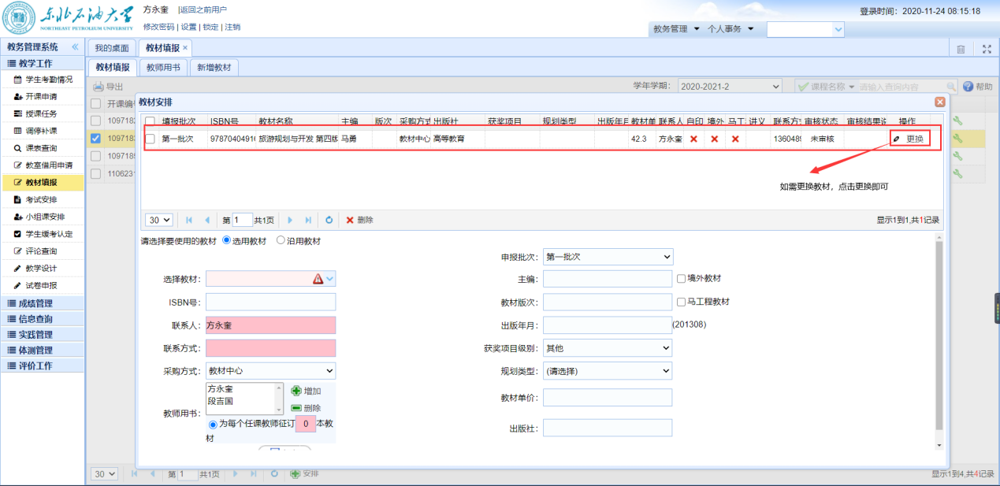 东北石油大学
NORTHEAST PETROLEUM UNIVERSITY
方永奎 |返回之前用户
修改密码 | 设置 | 锁定 | 注销
登录时间: 2020-11-24 08:15:18
教务管理 个人事务
教务管理系统
我的桌面 教材填报 ×
教学工作
教材填报 教师用书 新增教材
学生考勤情况
开课申请
授课任务
调停补课
课表查询
教室借用申请
教材填报
考试安排
小组课安排
学生缓考认定
评论查询
教学设计
试卷申报
成绩管理
信息查询
实践管理
体测管理
评价工作
导出
学年学期: 2020-2021-2 课程名称 请输入查询内容 帮助
开课编
109718
109718
109718
110623
教材安排
填报批次 ISBN号 教材名称 主编 版次 采购方式 出版社 获奖项目 规划类型 出版年月 教材单 联系人 自印 境外 马工 讲义 联系方式 审核状态 审核结果说 操作
第一批次 97870404910 旅游规划与开发 第四版 马勇 教材中心 高等教育 42.3 方永奎 136048 未审核 更换
如需更换教材，点击更换即可
30 第 1 共1页 删除 显示1到1,共1记录
请选择要使用的教材 选用教材 沿用教材
申报批次: 第一批次
选择教材: 主编: 境外教材
ISBN号: 教材版次: 马工程教材
联系人: 方永奎 出版年月: (201308)
联系方式: 获奖项目级别: 其他
采购方式: 教材中心 规划类型: (请选择)
教师用书: 方永奎
段吉国
增加
删除
教材单价:
为每个任课教师征订 0 本教材
出版社:
30 第 1 共1页 安排 显示1到4,共4记录